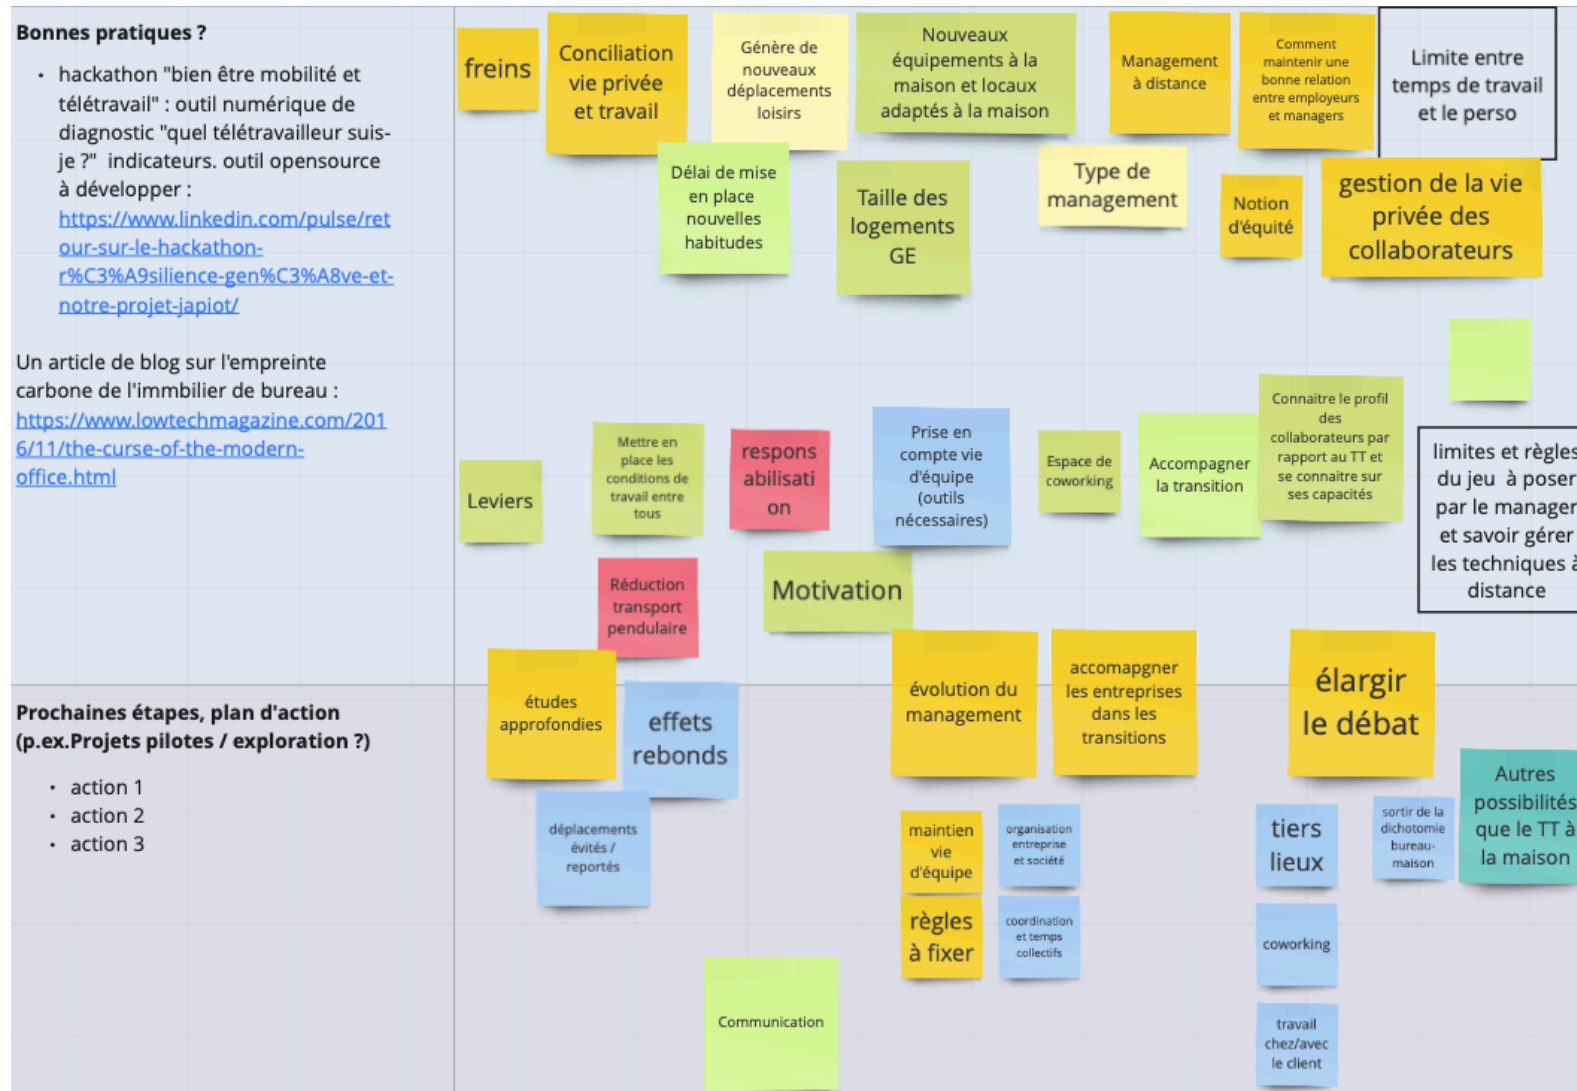 Bonnes pratiques ?
• hackathon "bien être mobilité et
télétravail" : outil numérique de
diagnostic "quel télétravailleur suis-
je ?" indicateurs. outil opensource
à développer :
https://www.linkedin.com/pulse/ret
our-sur-le-hackathon-
r%C3%A9silience-gen%C3%A8ve-et-
notre-projet-japiot/
Un article de blog sur l'empreinte
carbone de l'immbilier de bureau :
https://www.lowtechmagazine.com/201
6/11/the-curse-of-the-modern-
office.html
freins
Conciliation
vie privée
et travail
Génère de
nouveaux
déplacements
loisirs
Nouveaux
équipements à la
maison et locaux
adaptés à la maison
Management
à distance
Comment
maintenir une
bonne relation
entre employeurs
et managers
Limite entre
temps de travail
et le perso
Délai de mise
en place
nouvelles
habitudes
Taille des
logements
GE
Type de
management
Notion
d'équité
gestion de la vie
privée des
collaborateurs
Leviers
Mettre en
place les
conditions de
travail entre
tous
respons
abilisati
on
Prise en
compte vie
d'équipe
(outils
nécessaires)
Espace de
coworking
Accompagner
la transition
Connaitre le profil
des
collaborateurs par
rapport au TT et
se connaitre sur
ses capacités
limites et règles
du jeu à poser
par le manager
et savoir gérer
les techniques à
distance
Réduction
transport
pendulaire
Motivation
Prochaines étapes, plan d'action
(p.ex.Projets pilotes / exploration ?)
• action 1
• action 2
• action 3
études
approfondies
effets
rebonds
déplacements
évités /
reportés
évolution du
management
accomapgner
les entreprises
dans les
transitions
élargir
le débat
Autres
possibilités
que le TT à
la maison
maintien
vie
d'équipe
organisation
entreprise
et société
tiers
lieux
sortir de la
dichotomie
bureau-
maison
règles
à fixer
coordination
et temps
collectifs
coworking
Communication
travail
chez/avec
le client